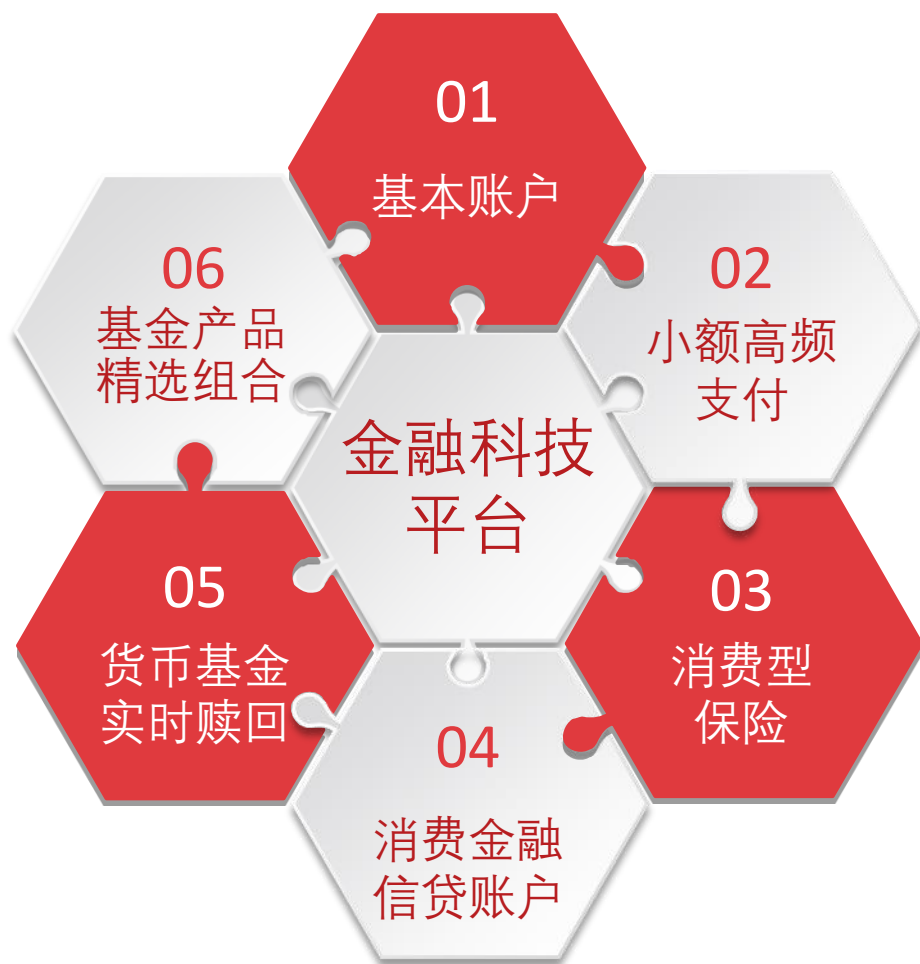 01
基本账户
02
小额高频
支付
03
消费型
保险
04
消费金融
信贷账户
05
货币基金
实时赎回
06
基金产品
精选组合
金融科技
平台